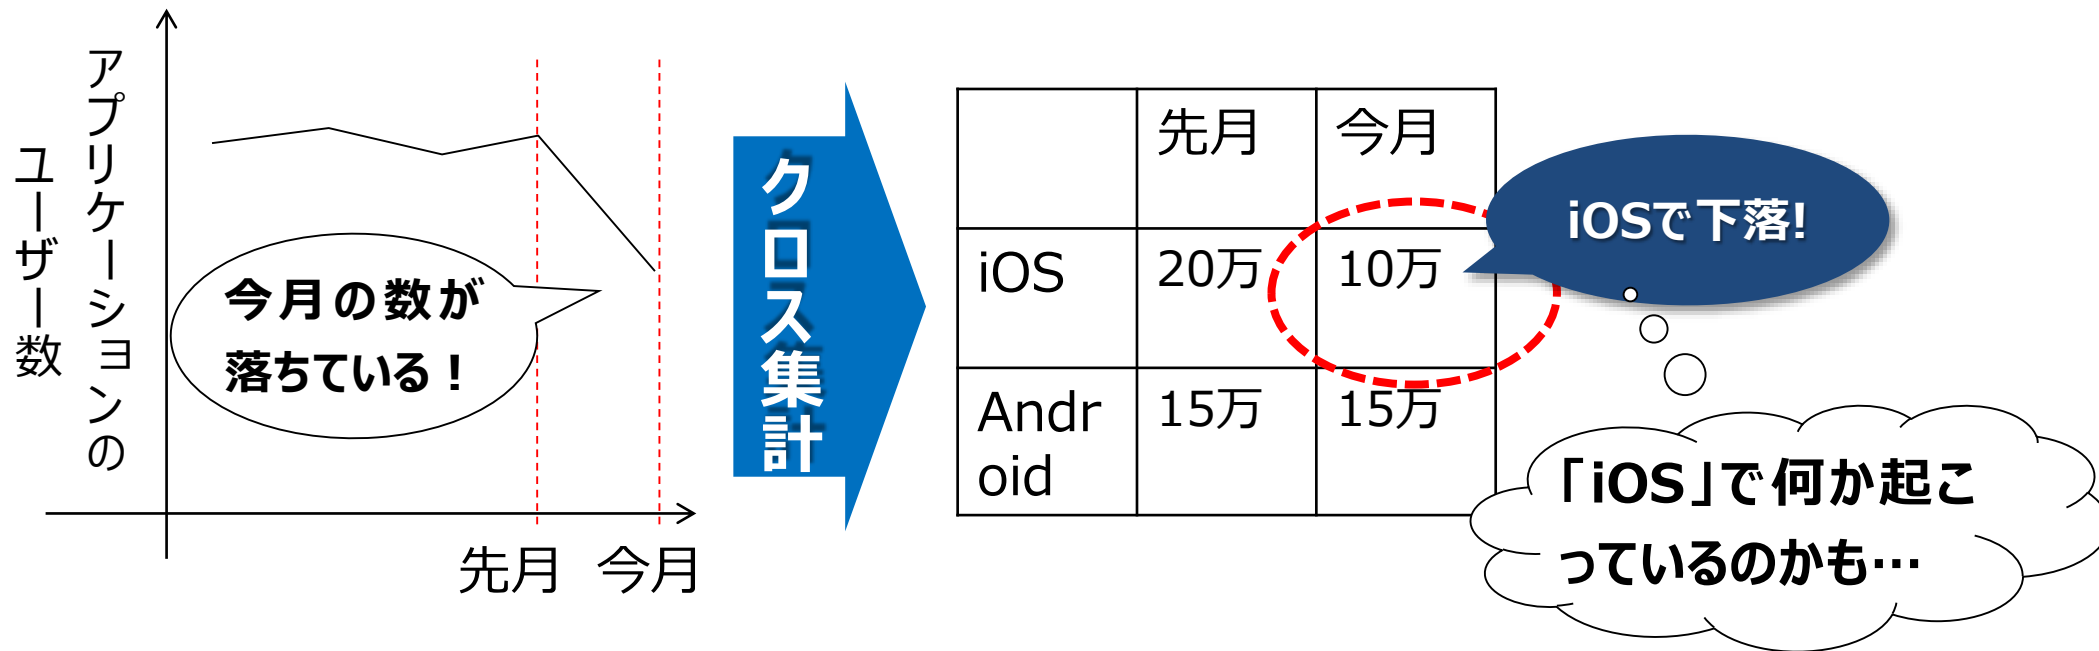 アプリケーションの
ユーザー数
今月の数が
落ちている！
先月
今月
クロス集計
先月
今月
iOS
20万
10万
Andr
oid
15万
15万
iOSで下落!
「iOS」で何か起こ
っているのかも…